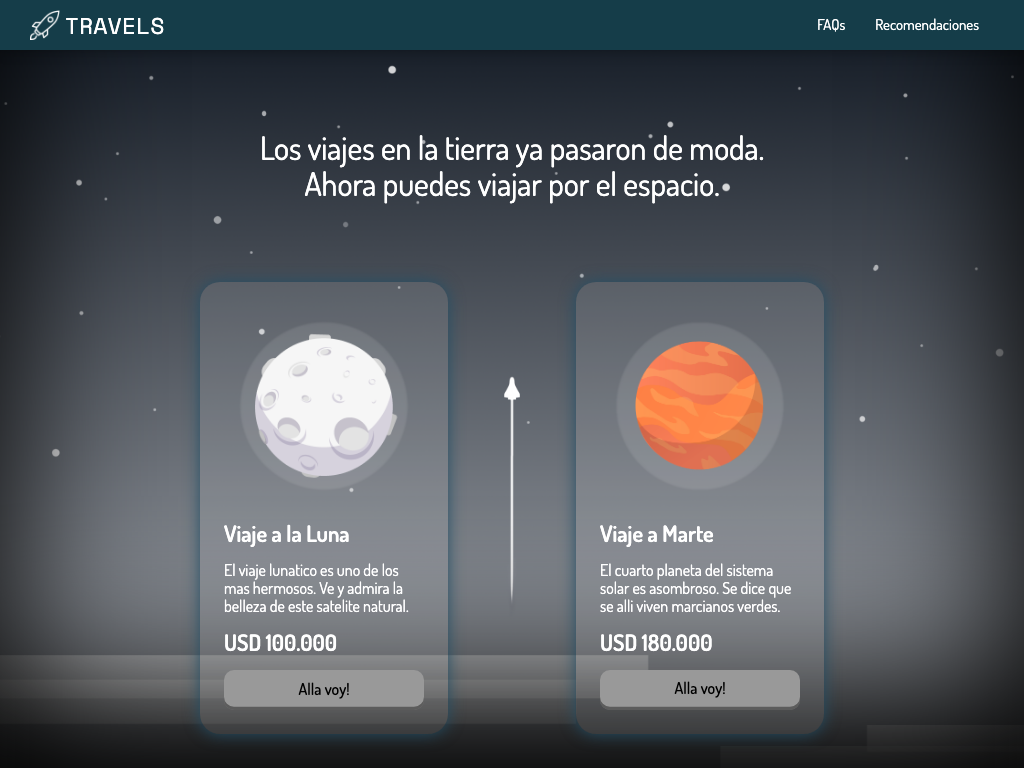 TRAVELS
FAQs
Recomendaciones
Los viajes en la tierra ya pasaron de moda.
Ahora puedes viajar por el espacio.
Viaje a la Luna
El viaje lunatico es uno de los
mas hermosos. Ve y admira la
belleza de este satelite natural.
USD 100.000
Alla voy!
Viaje a Marte
El cuarto planeta del sistema
solar es asombroso. Se dice que
se alli viven marcianos verdes.
USD 180.000
Alla voy!